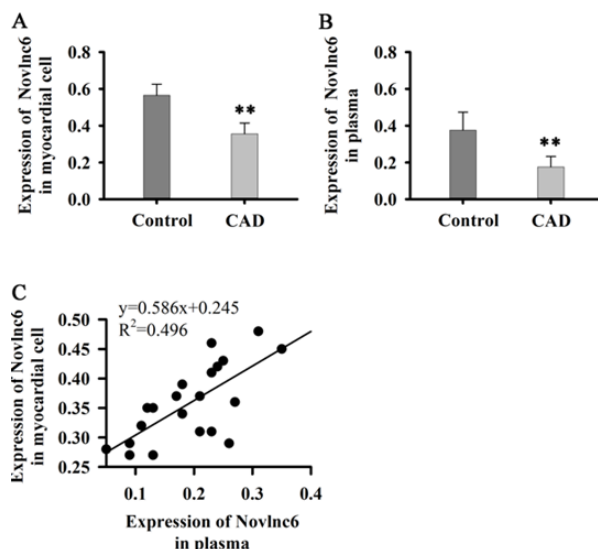 A
Expression of Novlnc6
in myocardial cell
0.8
0.6
0.4
0.2
0.0
**
Control
CAD
B
Expression of Novlnc6
in plasma
0.8
0.6
0.4
0.2
0.0
**
Control
CAD
C
y=0.586x+0.245
R²=0.496
Expression of Novlnc6
in myocardial cell
0.50
0.45
0.40
0.35
0.30
0.25
0.1
0.2
0.3
0.4
Expression of Novlnc6
in plasma